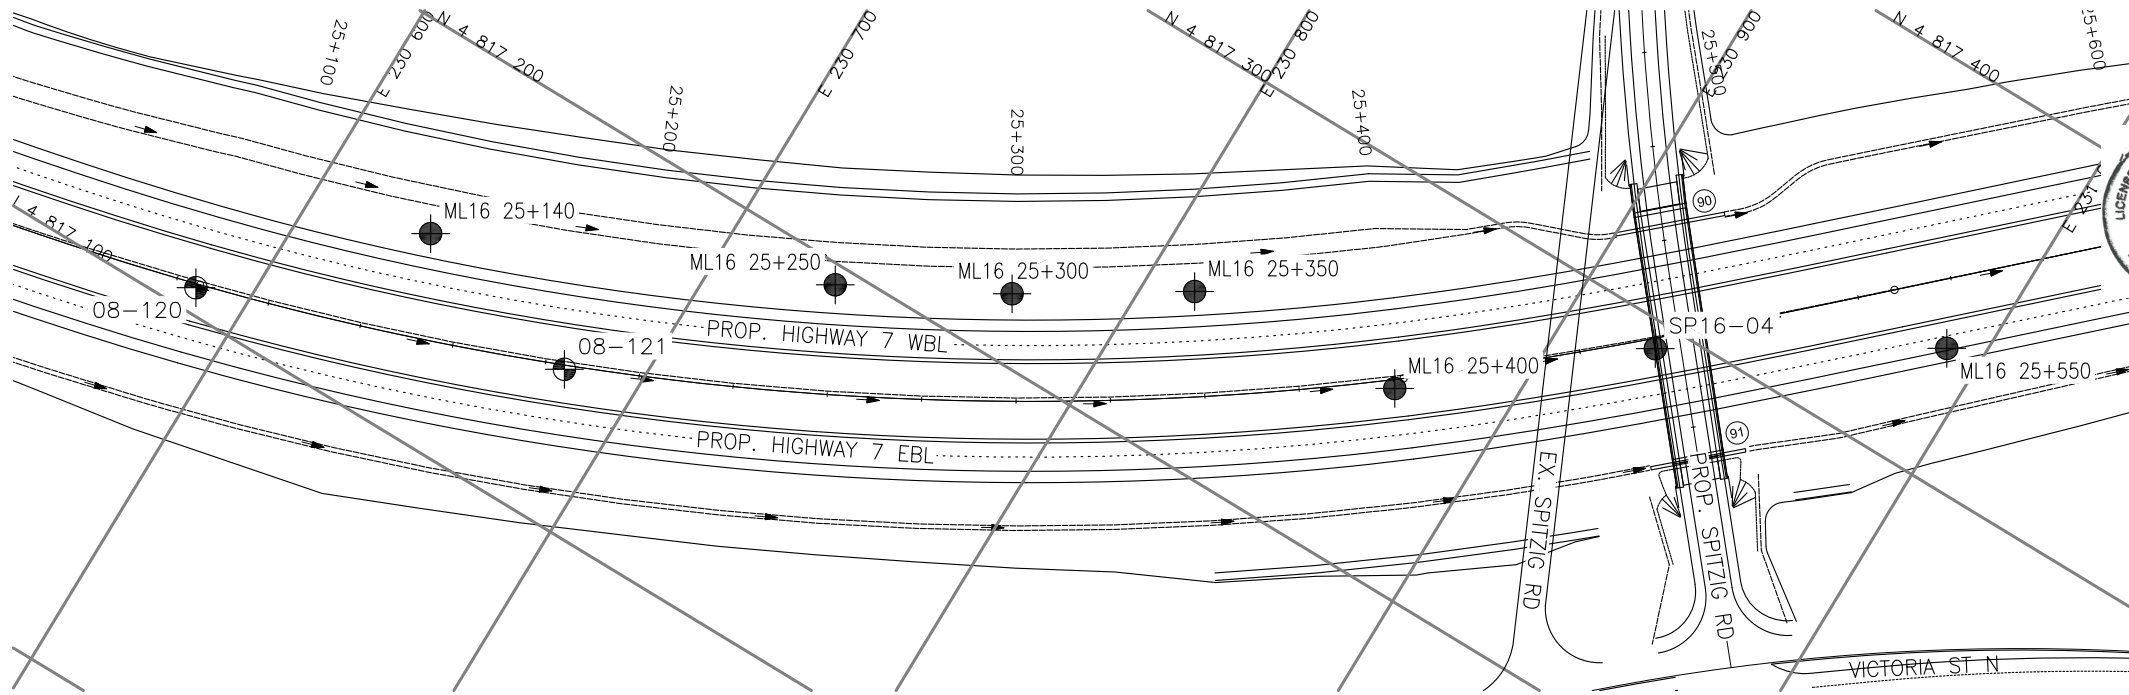 25+100
E 230 600
N 4 817 200
E 230 700
25+200
25+300
25+400
N 4 817 300
E 230 800
25+500
E 230 900
N 4 817 400
25+600
4 817 100
ML16 25+140
ML16 25+250
ML16 25+300
ML16 25+350
90
E 231
LICENS
08-120
08-121
PROP. HIGHWAY 7 WBL
SP16-04
ML16 25+400
ML16 25+550
PROP. HIGHWAY 7 EBL
91
EX. SPITZIG RD
PROP. SPITZIG RD
VICTORIA ST N